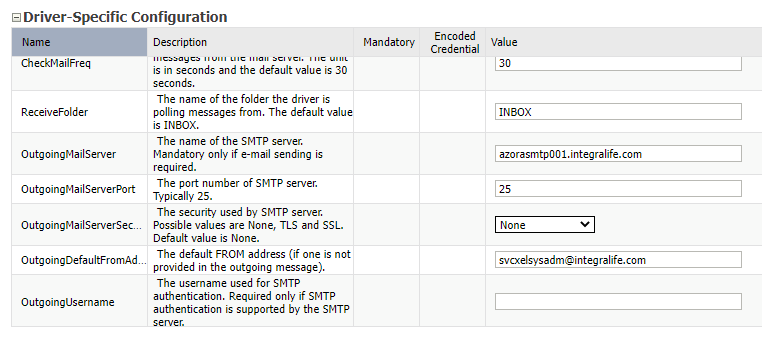 Driver-Specific Configuration
Name Description Mandatory Encoded Credential Value
CheckMailFreq messages from the mail server. The unit
is in seconds and the default value is 30
seconds.
30
ReceiveFolder The name of the folder the driver is
polling messages from. The default value
is INBOX.
INBOX
OutgoingMailServer The name of the SMTP server.
Mandatory only if e-mail sending is
required.
azorasmtp001.integralife.com
OutgoingMailServerPort The port number of SMTP server.
Typically 25.
25
OutgoingMailServerSec... The security used by SMTP server.
Possible values are None, TLS and SSL.
Default value is None.
None
OutgoingDefaultFromAd... The default FROM address (if one is not
provided in the outgoing message).
svcxelsysadm@integralife.com
OutgoingUsername The username used for SMTP
authentication. Required only if SMTP
authentication is supported by the SMTP
server.